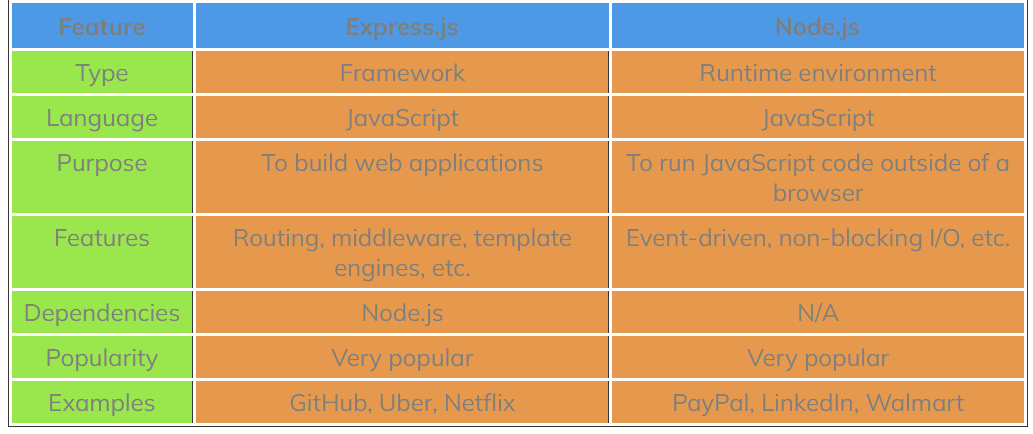 Feature Express.js Node.js
Type Framework Runtime environment
Language JavaScript JavaScript
Purpose To build web applications To run JavaScript code outside of a
browser
Features Routing, middleware, template Event-driven, non-blocking I/O, etc.
engines, etc.
Dependencies Node.js N/A
Popularity Very popular Very popular
Examples GitHub, Uber, Netflix PayPal, LinkedIn, Walmart